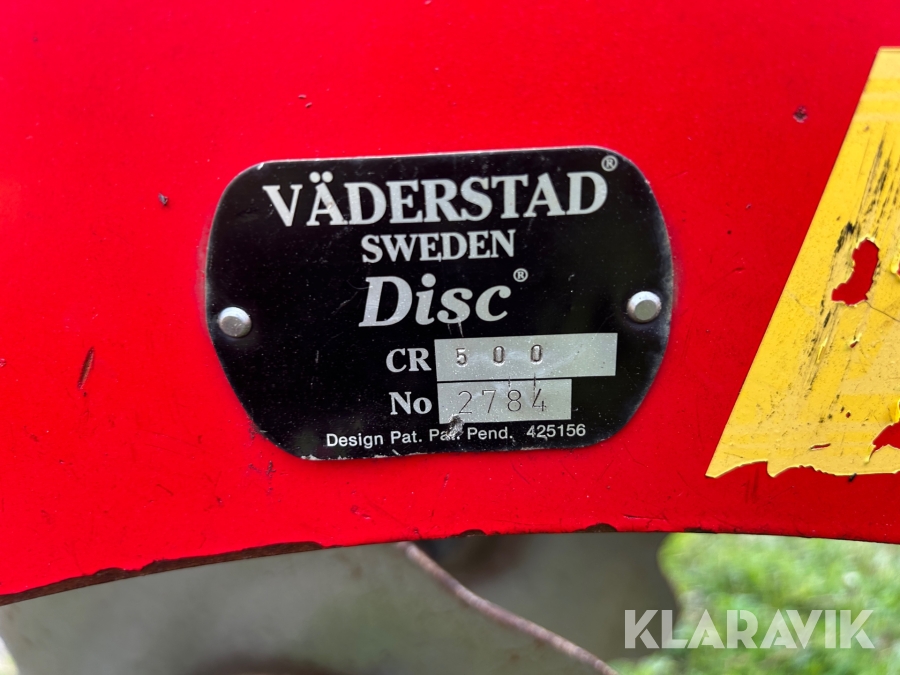 VÄDERSTAD®
SWEDEN
Disc®
CR 500
No 2784
Design Pat. Pat. Pend. 425156
KLARAVIK